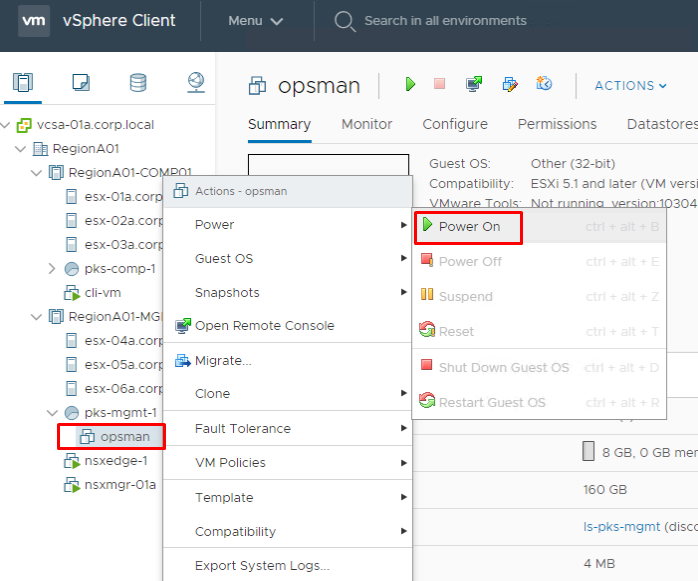 vm vSphere Client Menu Search in all environments
opsman ACTIONS
Summary Monitor Configure Permissions Datastores
vcsa-01a.corp.local
RegionA01
RegionA01-COMP01
esx-01a.corp
esx-02a.corp
esx-03a.corp
pks-comp-1
cli-vm
RegionA01-MG
esx-04a.corp
esx-05a.corp
esx-06a.corp
pks-mgmt-1
opsman
nsxedge-1
nsxmgr-01a
Guest OS: Other (32-bit)
Compatibility: ESXi 5.1 and later (VM versi
VMware Tools: Not running, version:10304
Actions - opsman
Power
Guest OS
Snapshots
Open Remote Console
Migrate...
Clone
Fault Tolerance
VM Policies
Template
Compatibility
Export System Logs...
Power On ctrl + alt + B
Power Off ctrl + alt + E
Suspend ctrl + alt + Z
Reset ctrl + alt + T
Shut Down Guest OS ctrl + alt + D
Restart Guest OS ctrl + alt + R
8 GB, 0 GB mem
160 GB
ls-pks-mgmt (disco
4 MB